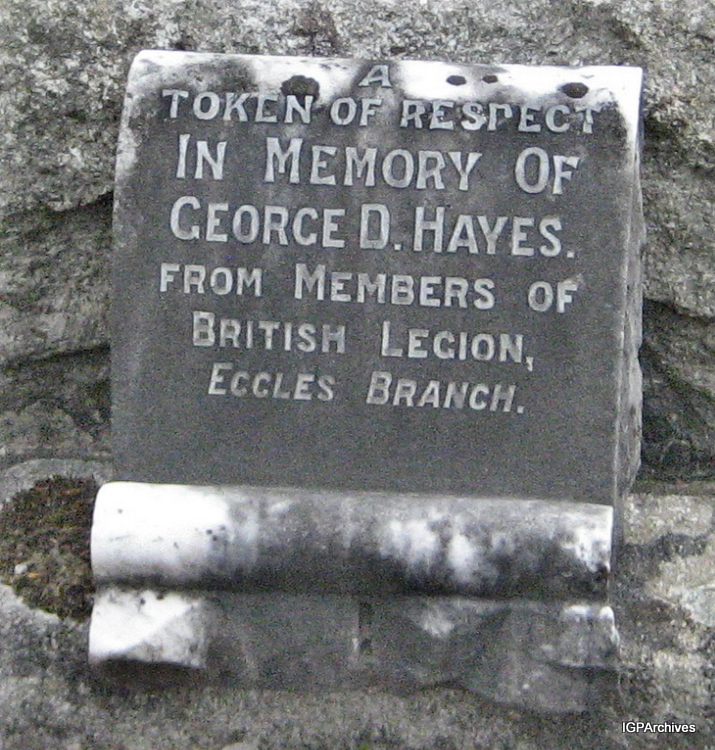 A
TOKEN OF RESPECT
IN MEMORY OF
GEORGE D. HAYES.
FROM MEMBERS OF
BRITISH LEGION,
ECCLES BRANCH.
IGPArchives